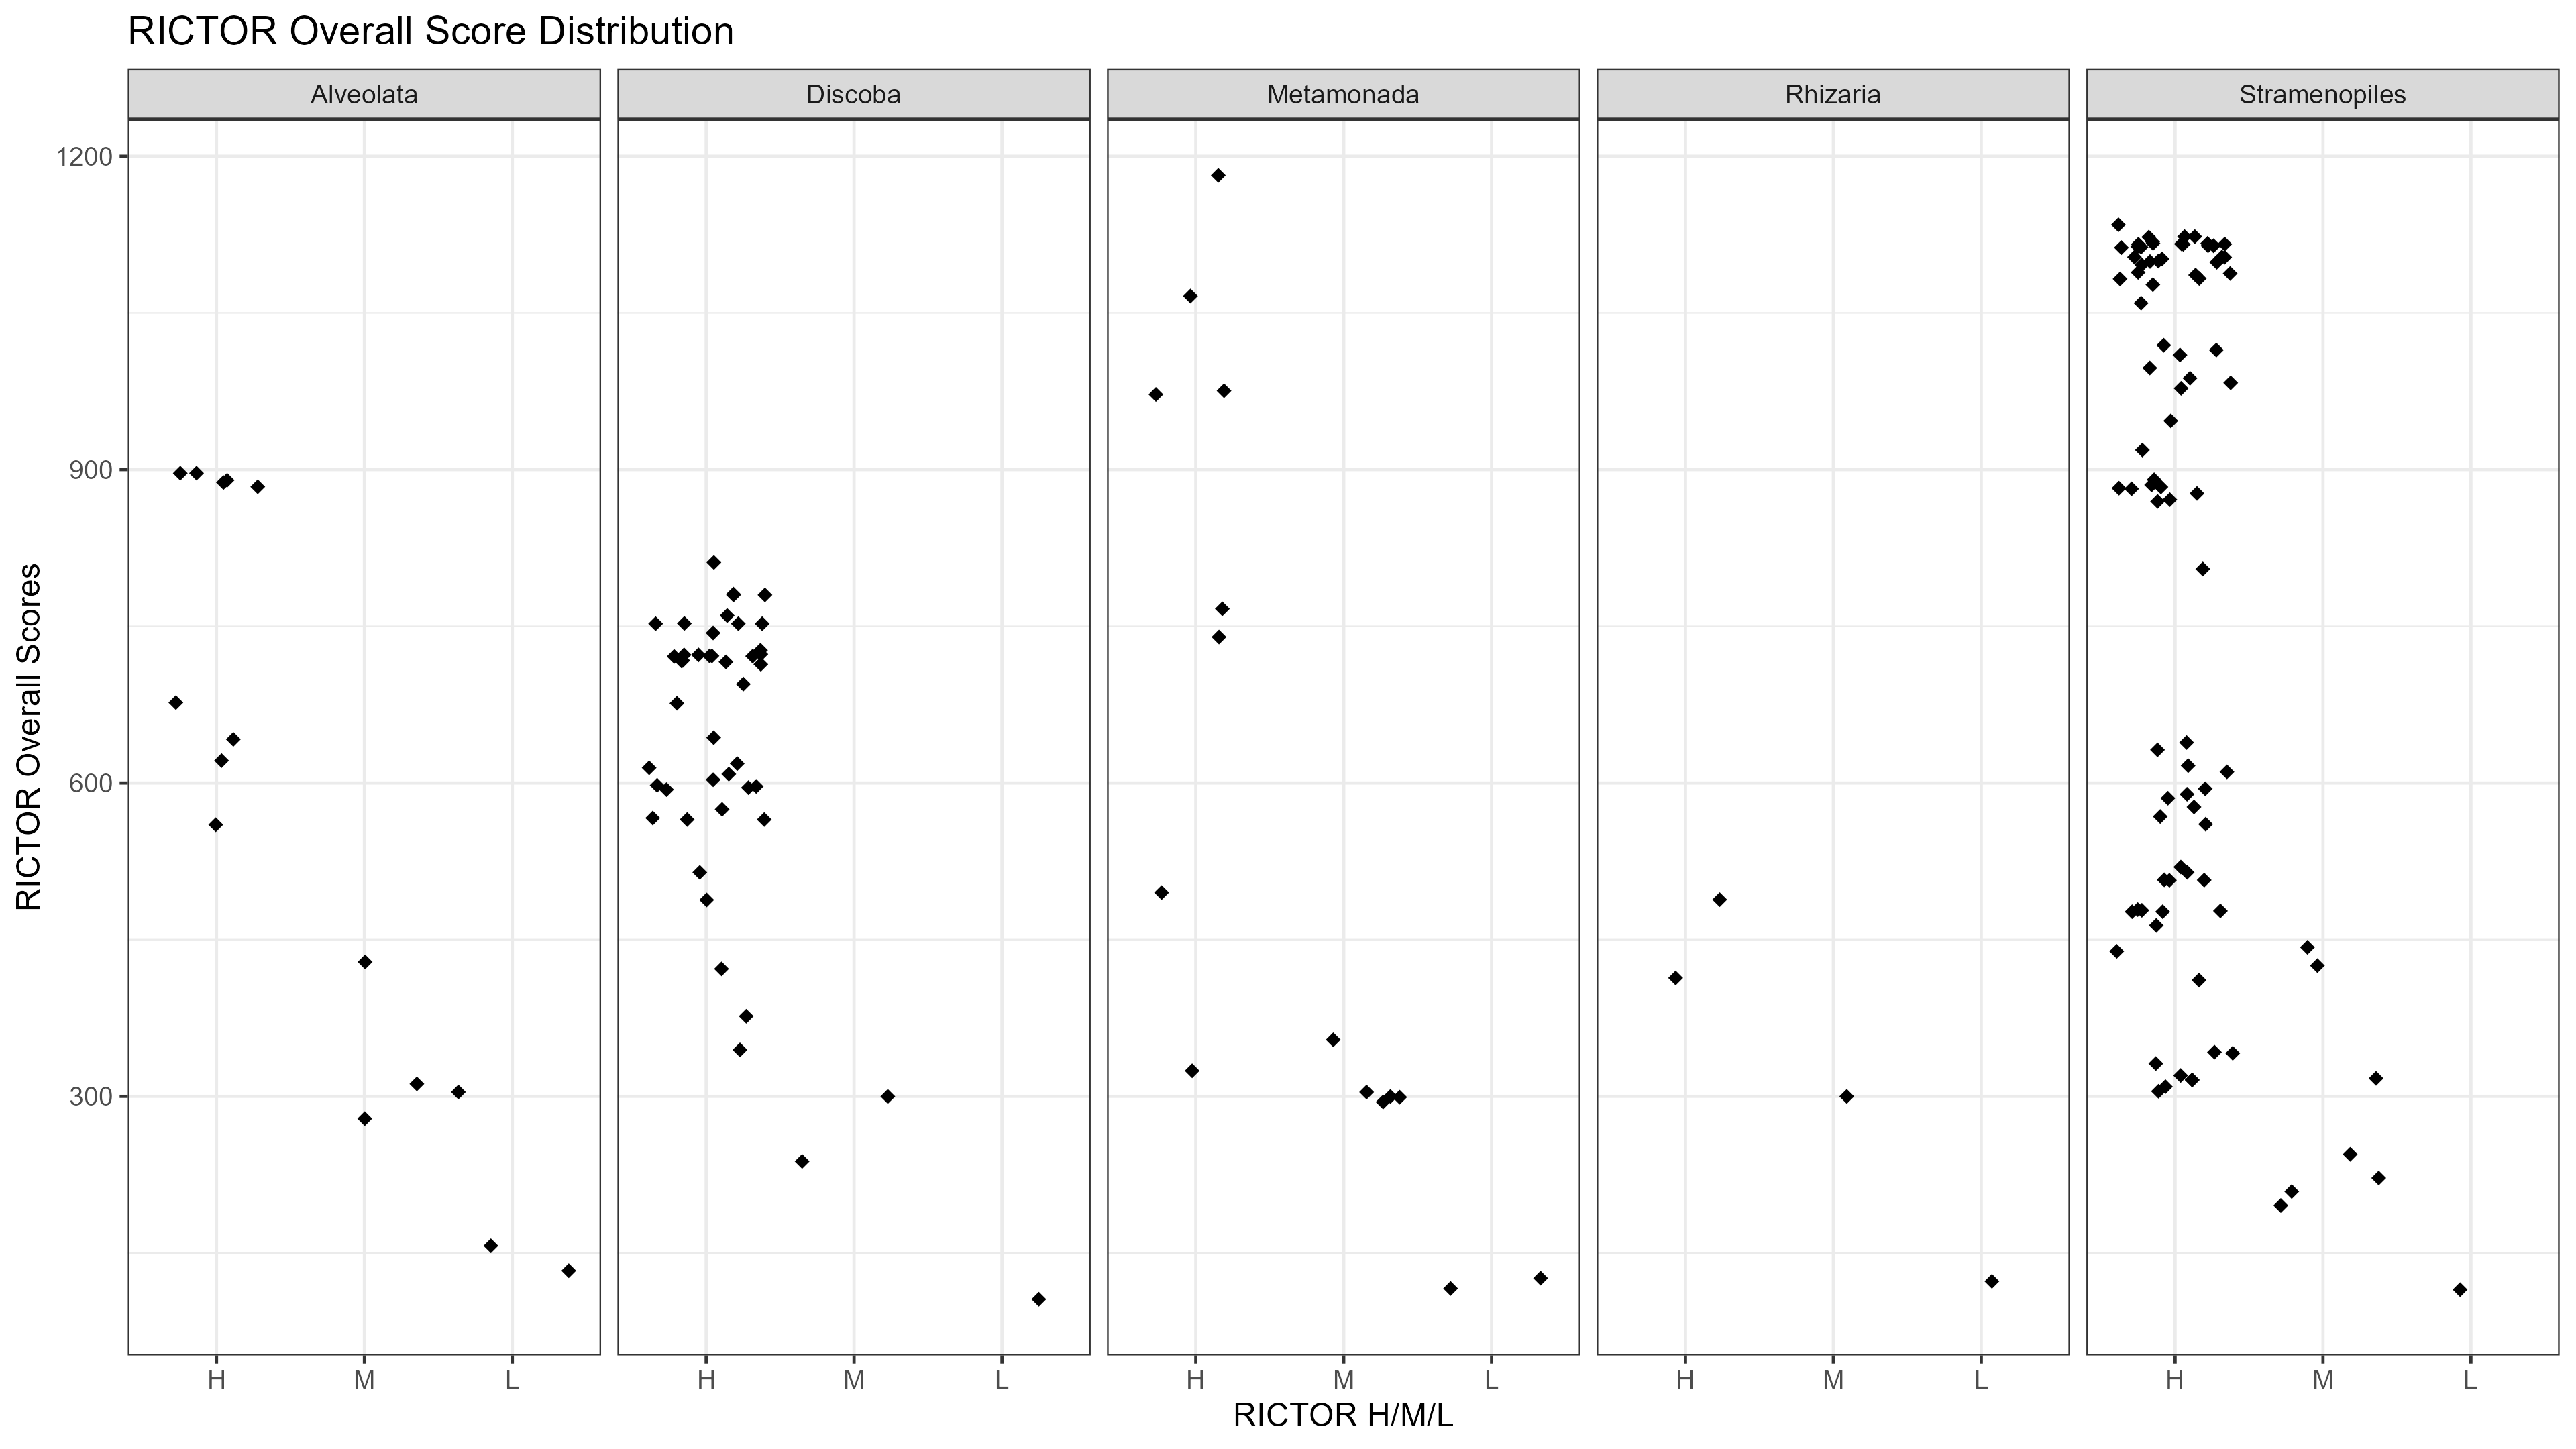 RICTOR Overall Score Distribution
Alveolata Discoba Metamonada Rhizaria Stramenopiles
RICTOR Overall Scores
1200
900
600
300
H M L H M L H M L H M L H M L
RICTOR H/M/L